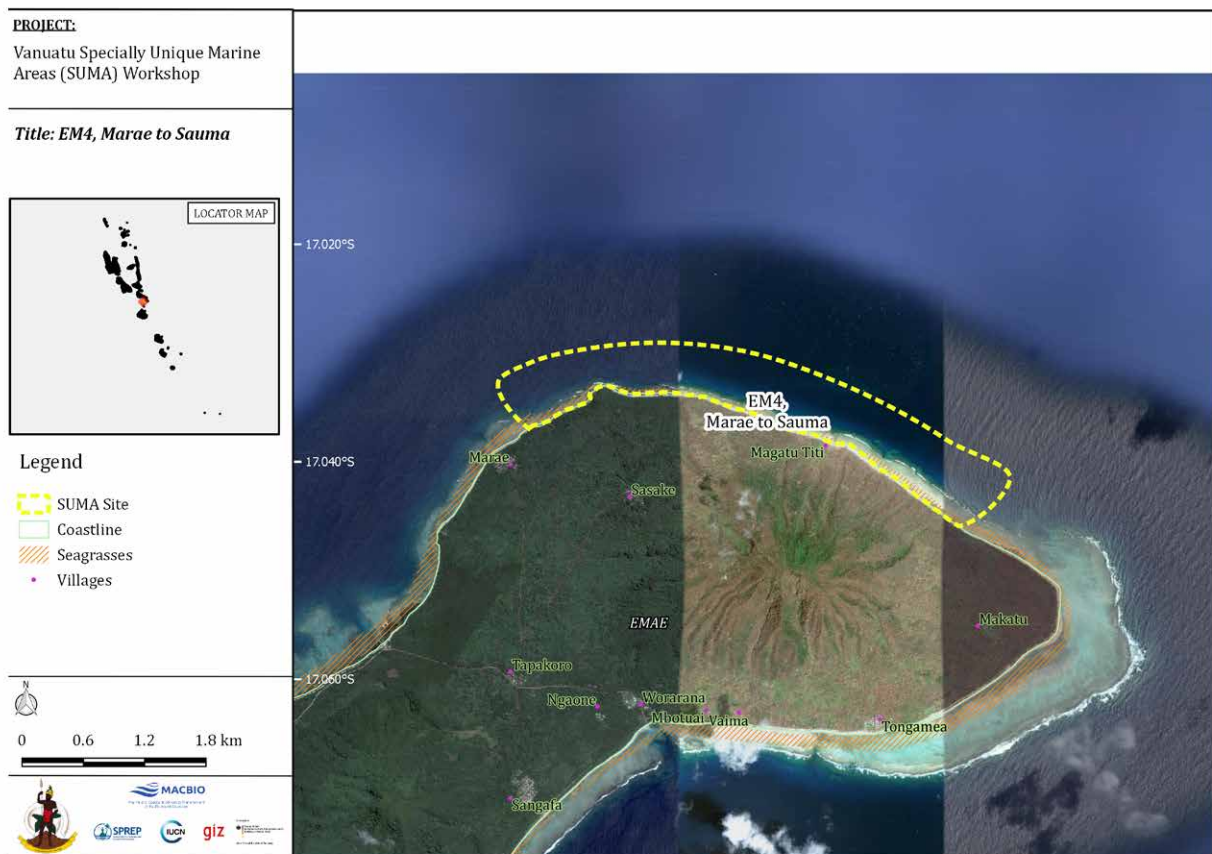 PROJECT:
Vanuatu Specially Unique Marine
Areas (SUMA) Workshop
Title: EM4, Marae to Sauma
LOCATOR MAP
Legend
SUMA Site
Coastline
Seagrasses
Villages
N
0 0.6 1.2 1.8 km
MACBIO
SPREP
IUCN
giz
17.020°S
17.040°S
17.060°S
EM4,
Marae to Sauma
Marae
Magatu Titi
Sasake
EMAE
Makatu
Tapakoro
Ngaone
Worarana
Mbotuai
Vaima
Tongamea
Sangafa